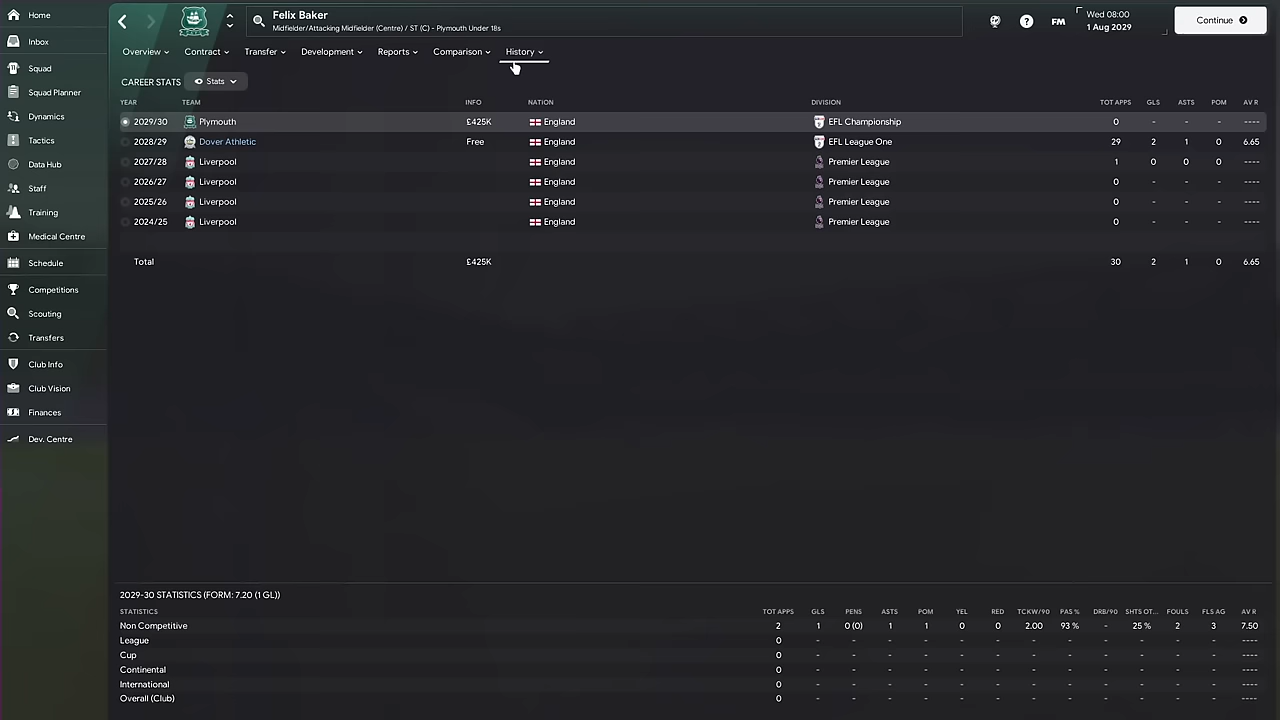 Home
Inbox
Squad
Squad Planner
Dynamics
Tactics
Data Hub
Staff
Training
Medical Centre
Schedule
Competitions
Scouting
Transfers
Club Info
Club Vision
Finances
Dev. Centre
Felix Baker
Midfielder/Attacking Midfielder (Centre) / ST (C) - Plymouth Under 18s
FM
Wed 08:00
1 Aug 2029
Continue
Overview Contract Transfer Development Reports Comparison History
CAREER STATS Stats
YEAR TEAM INFO NATION DIVISION TOT APPS GLS ASTS POM AV R
2029/30 Plymouth £425K England EFL Championship 0 - - - ----
2028/29 Dover Athletic Free England EFL League One 29 2 1 0 6.65
2027/28 Liverpool England Premier League 1 0 0 0 ----
2026/27 Liverpool England Premier League 0 - - - ----
2025/26 Liverpool England Premier League 0 - - - ----
2024/25 Liverpool England Premier League 0 - - - ----
Total £425K 30 2 1 0 6.65
2029-30 STATISTICS (FORM: 7.20 (1 GL))
STATISTICS TOT APPS GLS PENS ASTS POM YEL RED TCKW/90 PAS % DRB/90 SHTS OT... FOULS FLS AG AV R
Non Competitive 2 1 0 (0) 1 1 0 0 2.00 93 % - 25 % 2 3 7.50
League 0 - - - - - - - - - - - - ----
Cup 0 - - - - - - - - - - - - ----
Continental 0 - - - - - - - - - - - - ----
International 0 - - - - - - - - - - - - ----
Overall (Club) 0 - - - - - - - - - - - - ----